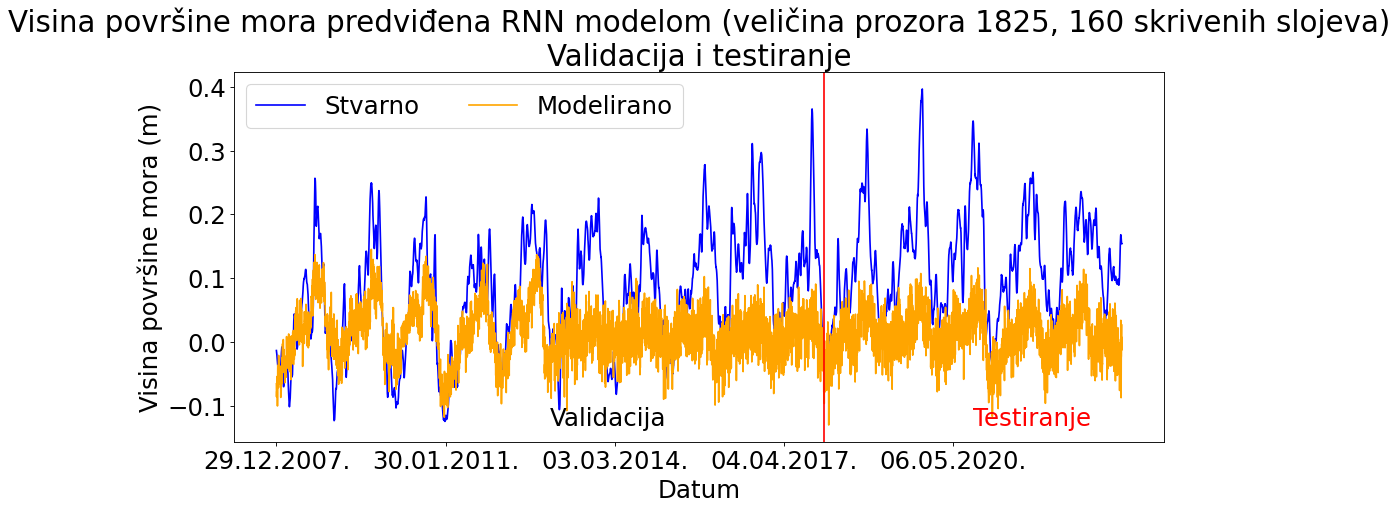 Visina površine mora predviđena RNN modelom (veličina prozora 1825, 160 skrivenih slojeva)
Validacija i testiranje
Stvarno Modelirano
Visina površine mora (m)
0.4
0.3
0.2
0.1
0.0
−0.1
Validacija Testiranje
29.12.2007. 30.01.2011. 03.03.2014. 04.04.2017. 06.05.2020.
Datum